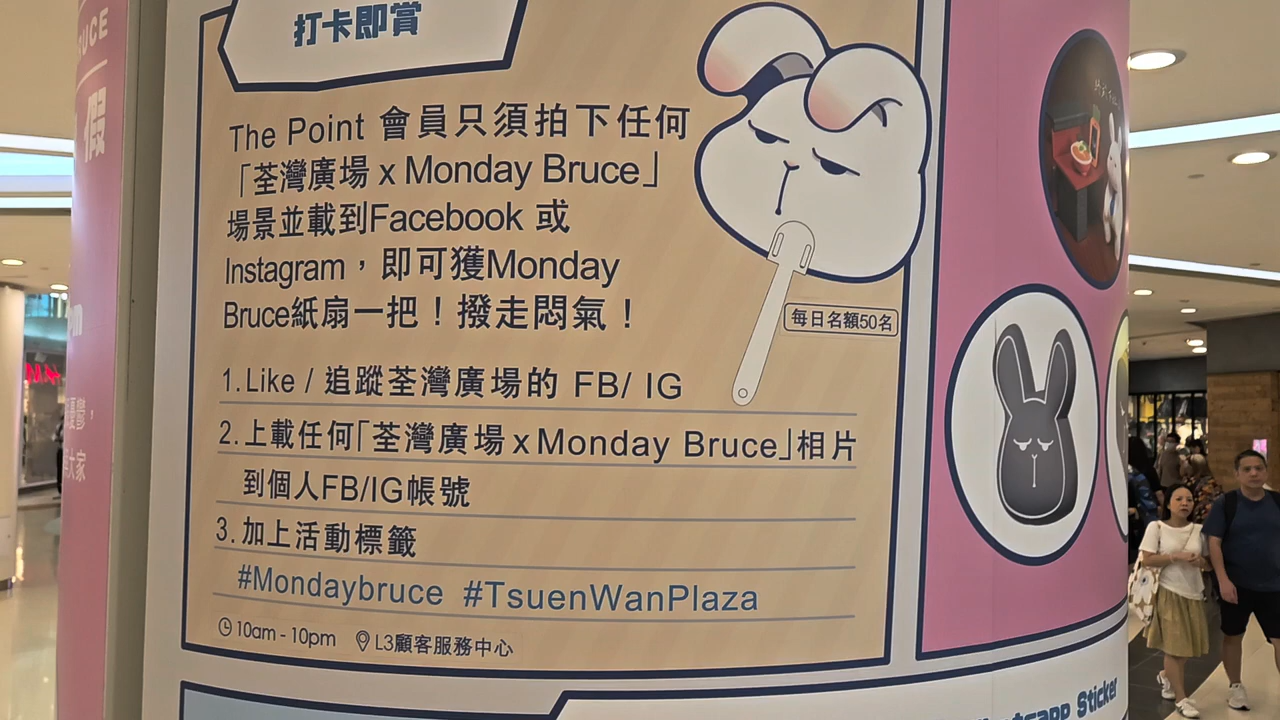 打卡即賞
The Point 會員只須拍下任何
「荃灣廣場 x Monday Bruce」
場景並載到Facebook 或
Instagram，即可獲Monday
Bruce紙扇一把！撥走悶氣！
每日名額50名
1. Like / 追蹤荃灣廣場的 FB/ IG
2. 上載任何「荃灣廣場 x Monday Bruce」相片
到個人FB/IG帳號
3. 加上活動標籤
#Mondaybruce #TsuenWanPlaza
10am - 10pm L3顧客服務中心
Sticker
假
大家